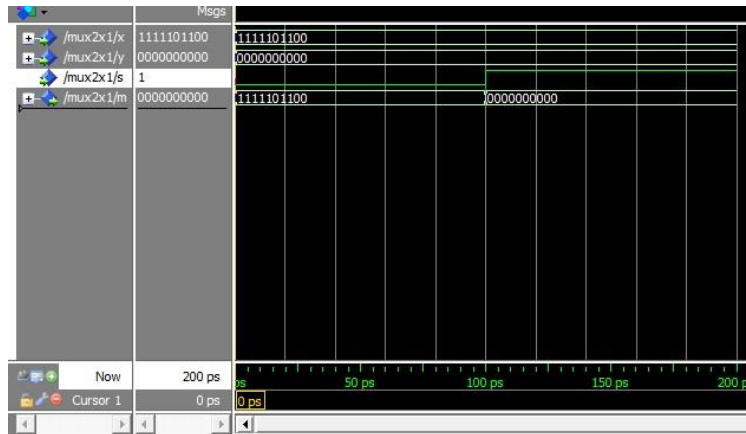 Msgs
/mux2x1/x 1111101100 1111101100
/mux2x1/y 0000000000 0000000000
/mux2x1/s 1
/mux2x1/m 0000000000 1111101100 0000000000
Now 200 ps ps 50 ps 100 ps 150 ps 200 p
Cursor 1 0 ps 0 ps